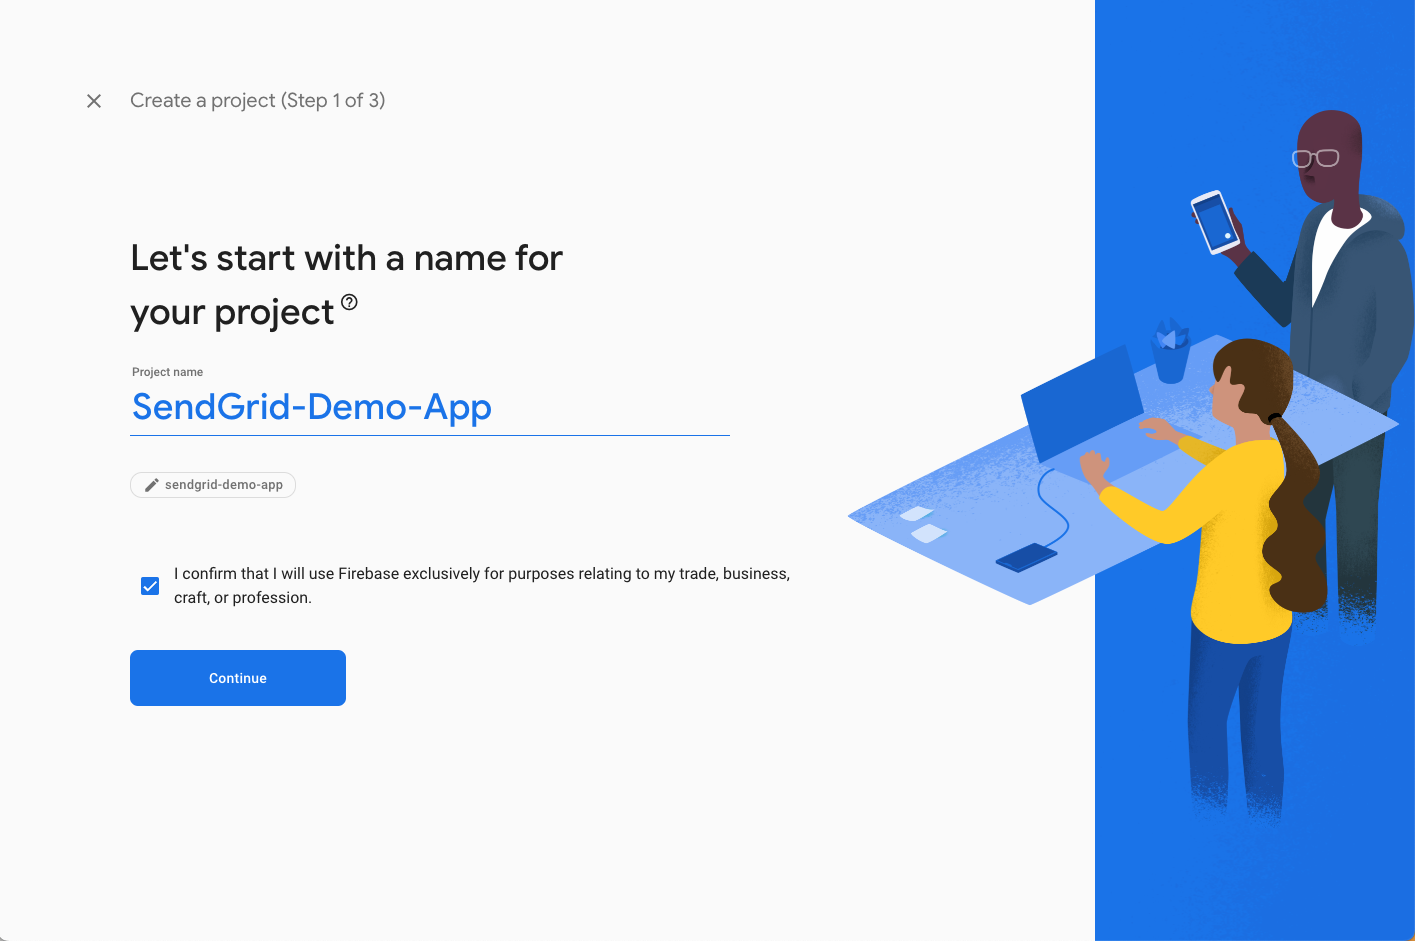 Create a project (Step 1 of 3)
Let's start with a name for
your project
Project name
SendGrid-Demo-App
sendgrid-demo-app
I confirm that I will use Firebase exclusively for purposes relating to my trade, business,
craft, or profession.
Continue